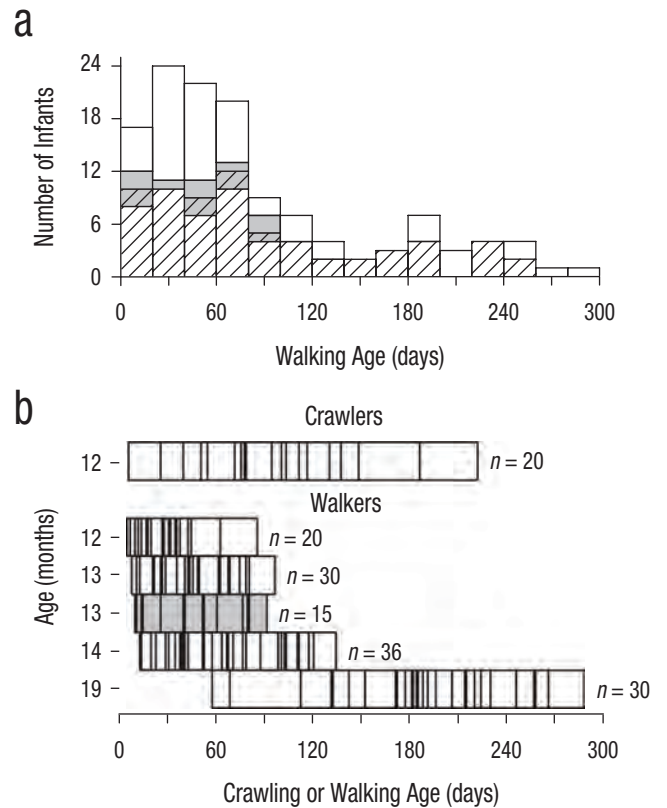 a
Number of Infants
24
18
12
6
0
0 60 120 180 240 300
Walking Age (days)
b
Crawlers
12 n = 20
Walkers
Age (months)
12 n = 20
13 n = 30
13 n = 15
14 n = 36
19 n = 30
0 60 120 180 240 300
Crawling or Walking Age (days)